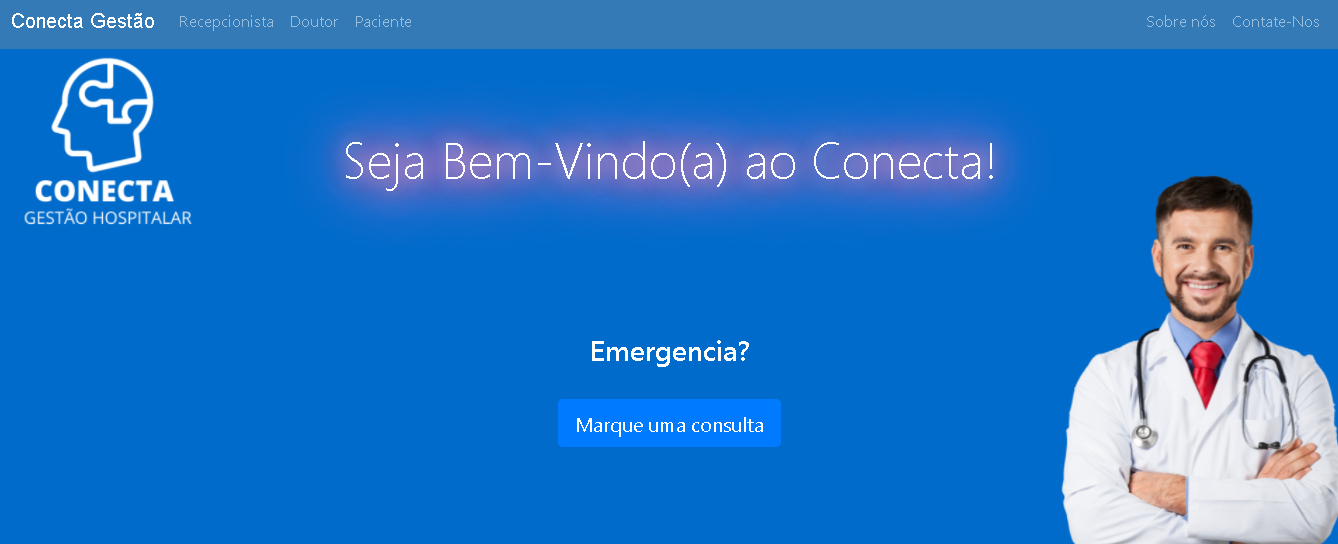 Conecta Gestão Recepcionista Doutor Paciente Sobre nós Contate-Nos
CONECTA
GESTÃO HOSPITALAR
Seja Bem-Vindo(a) ao Conecta!
Emergencia?
Marque uma consulta